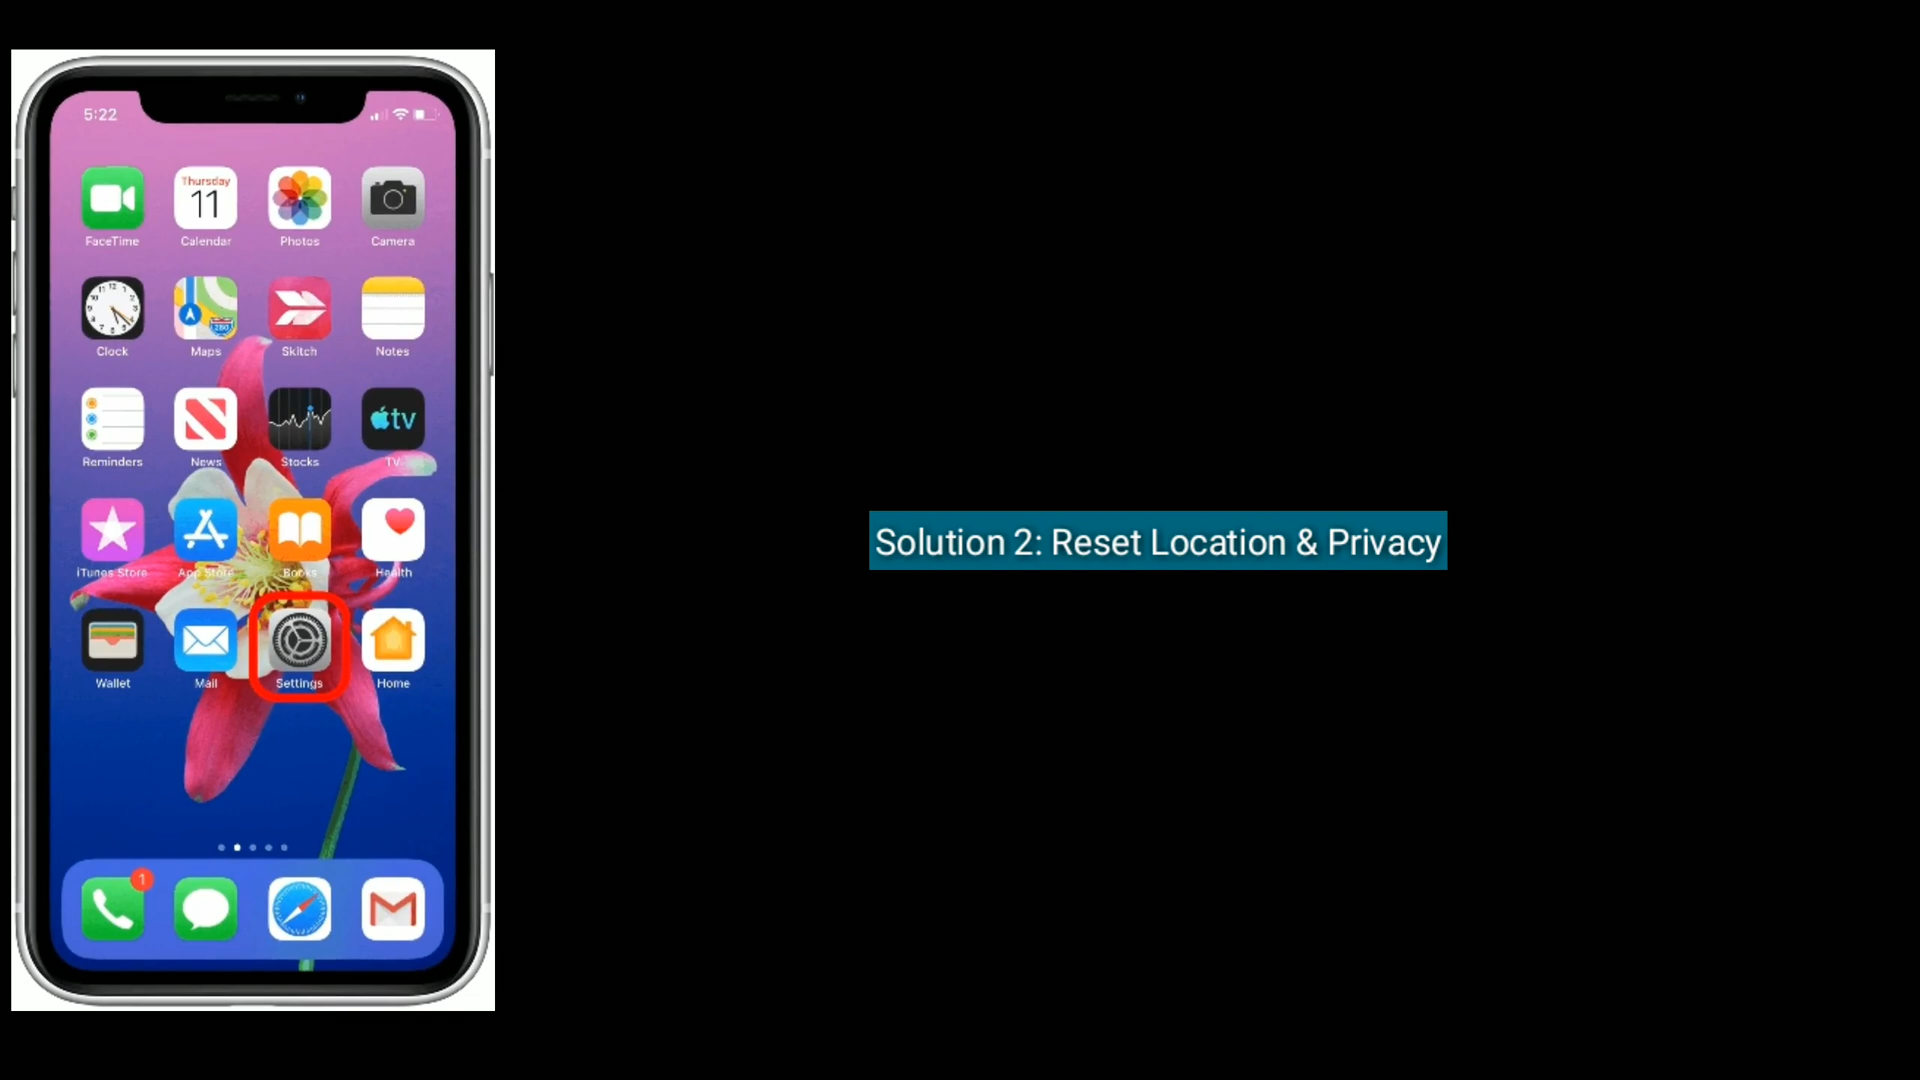 5:22
Thursday
11
FaceTime
Calendar
Photos
Camera
280
Clock
Maps
Skitch
Notes
tv
Reminders
News
Stocks
TV
iTunes Store
App Store
Books
Health
Wallet
Mail
Settings
Home
1
Solution 2: Reset Location & Privacy